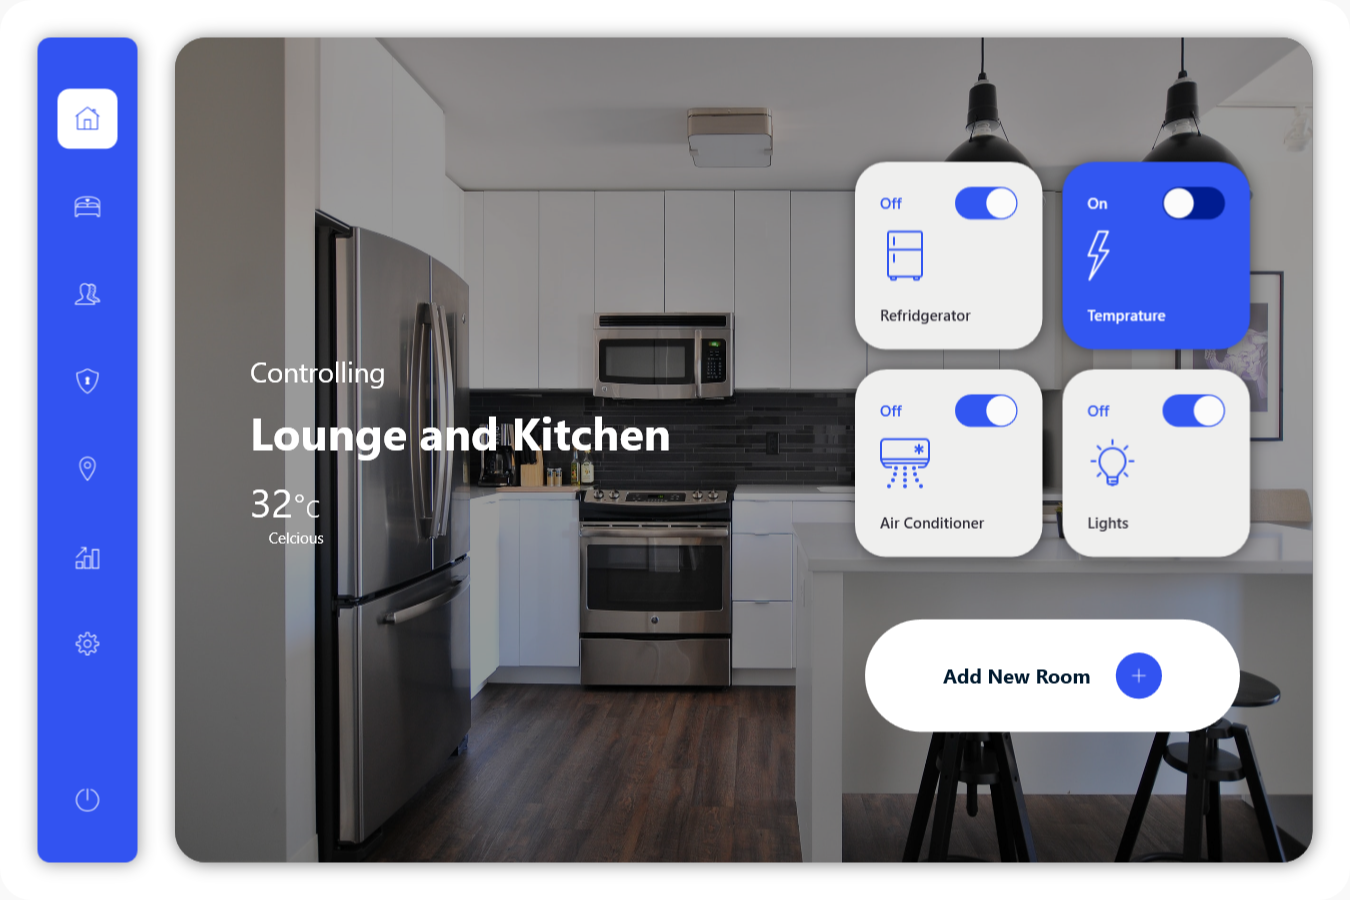 Controlling
Lounge and Kitchen
32°C
Celcious
Off
Refridgerator
On
Temprature
Off
Air Conditioner
Off
Lights
Add New Room